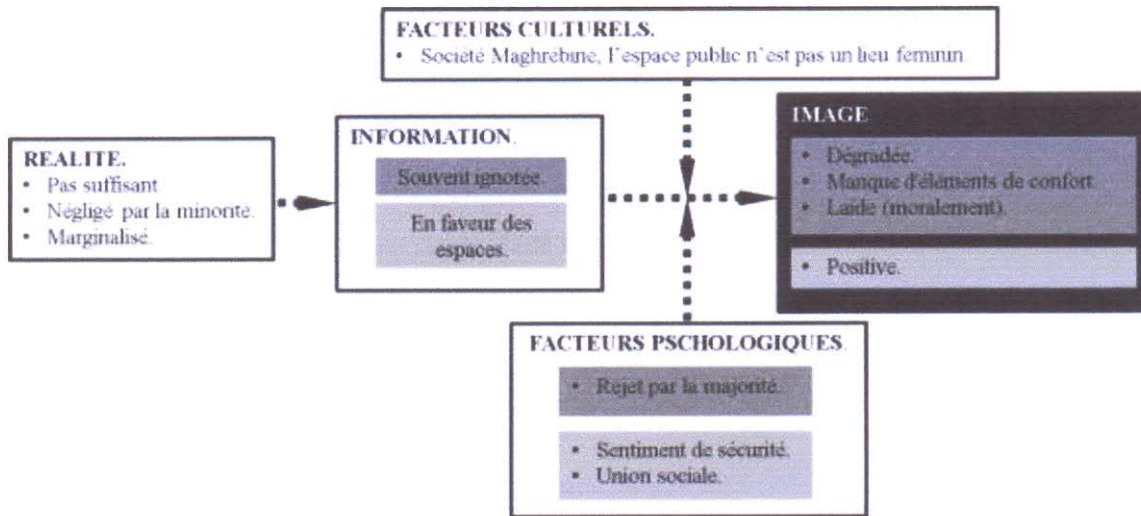 FACTEURS CULTURELS.
• Société Maghrébine, l'espace public n'est pas un lieu féminin.
REALITE.
• Pas suffisant
• Négligé par la minorité.
• Marginalisé.
INFORMATION.
Souvent ignorée
En faveur des
espaces.
IMAGE
• Dégradée.
• Manque d'éléments de confort.
• Laide (moralement).
• Positive.
FACTEURS PSCHOLOGIQUES.
• Rejet par la majorité.
• Sentiment de sécurité.
• Union sociale.